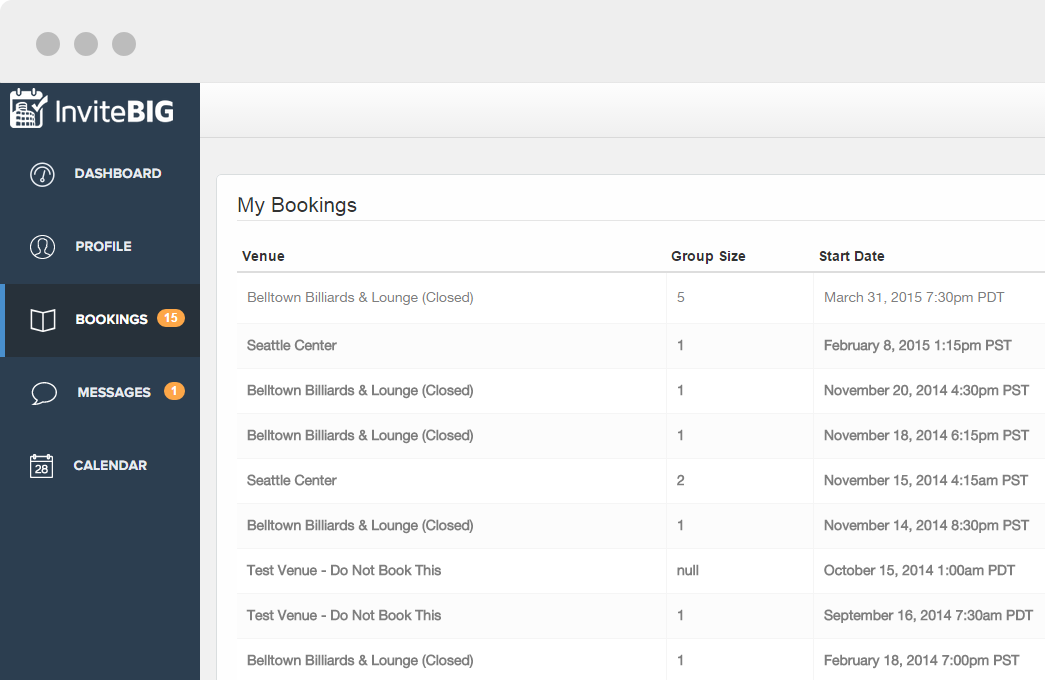 InviteBIG
DASHBOARD
PROFILE
BOOKINGS 15
MESSAGES 1
28 CALENDAR
My Bookings
Venue Group Size Start Date
Belltown Billiards & Lounge (Closed) 5 March 31, 2015 7:30pm PDT
Seattle Center 1 February 8, 2015 1:15pm PST
Belltown Billiards & Lounge (Closed) 1 November 20, 2014 4:30pm PST
Belltown Billiards & Lounge (Closed) 1 November 18, 2014 6:15pm PST
Seattle Center 2 November 15, 2014 4:15am PST
Belltown Billiards & Lounge (Closed) 1 November 14, 2014 8:30pm PST
Test Venue - Do Not Book This null October 15, 2014 1:00am PDT
Test Venue - Do Not Book This 1 September 16, 2014 7:30am PDT
Belltown Billiards & Lounge (Closed) 1 February 18, 2014 7:00pm PST